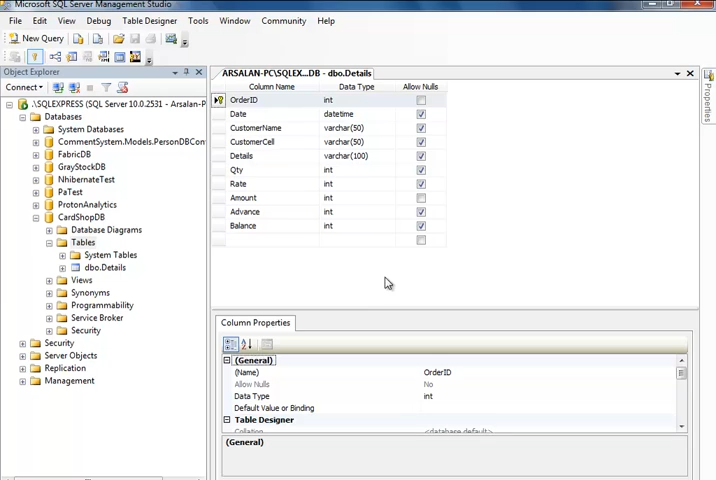 Microsoft SQL Server Management Studio
File Edit View Debug Table Designer Tools Window Community Help
New Query
Object Explorer
Connect
.\SQLEXPRESS (SQL Server 10.0.2531 - Arsalan-P
Databases
System Databases
CommentSystem.Models.PersonDBCont
FabricDB
GrayStockDB
NhibernateTest
PaTest
ProtonAnalytics
CardShopDB
Database Diagrams
Tables
System Tables
dbo.Details
Views
Synonyms
Programmability
Service Broker
Security
Security
Server Objects
Replication
Management
ARSALAN-PC\SQLEX...DB - dbo.Details
Column Name Data Type Allow Nulls
OrderID int
Date datetime
CustomerName varchar(50)
CustomerCell varchar(50)
Details varchar(100)
Qty int
Rate int
Amount int
Advance int
Balance int
Column Properties
(General)
(Name) OrderID
Allow Nulls No
Data Type int
Default Value or Binding
Table Designer
Collation <database default>
(General)
Properties